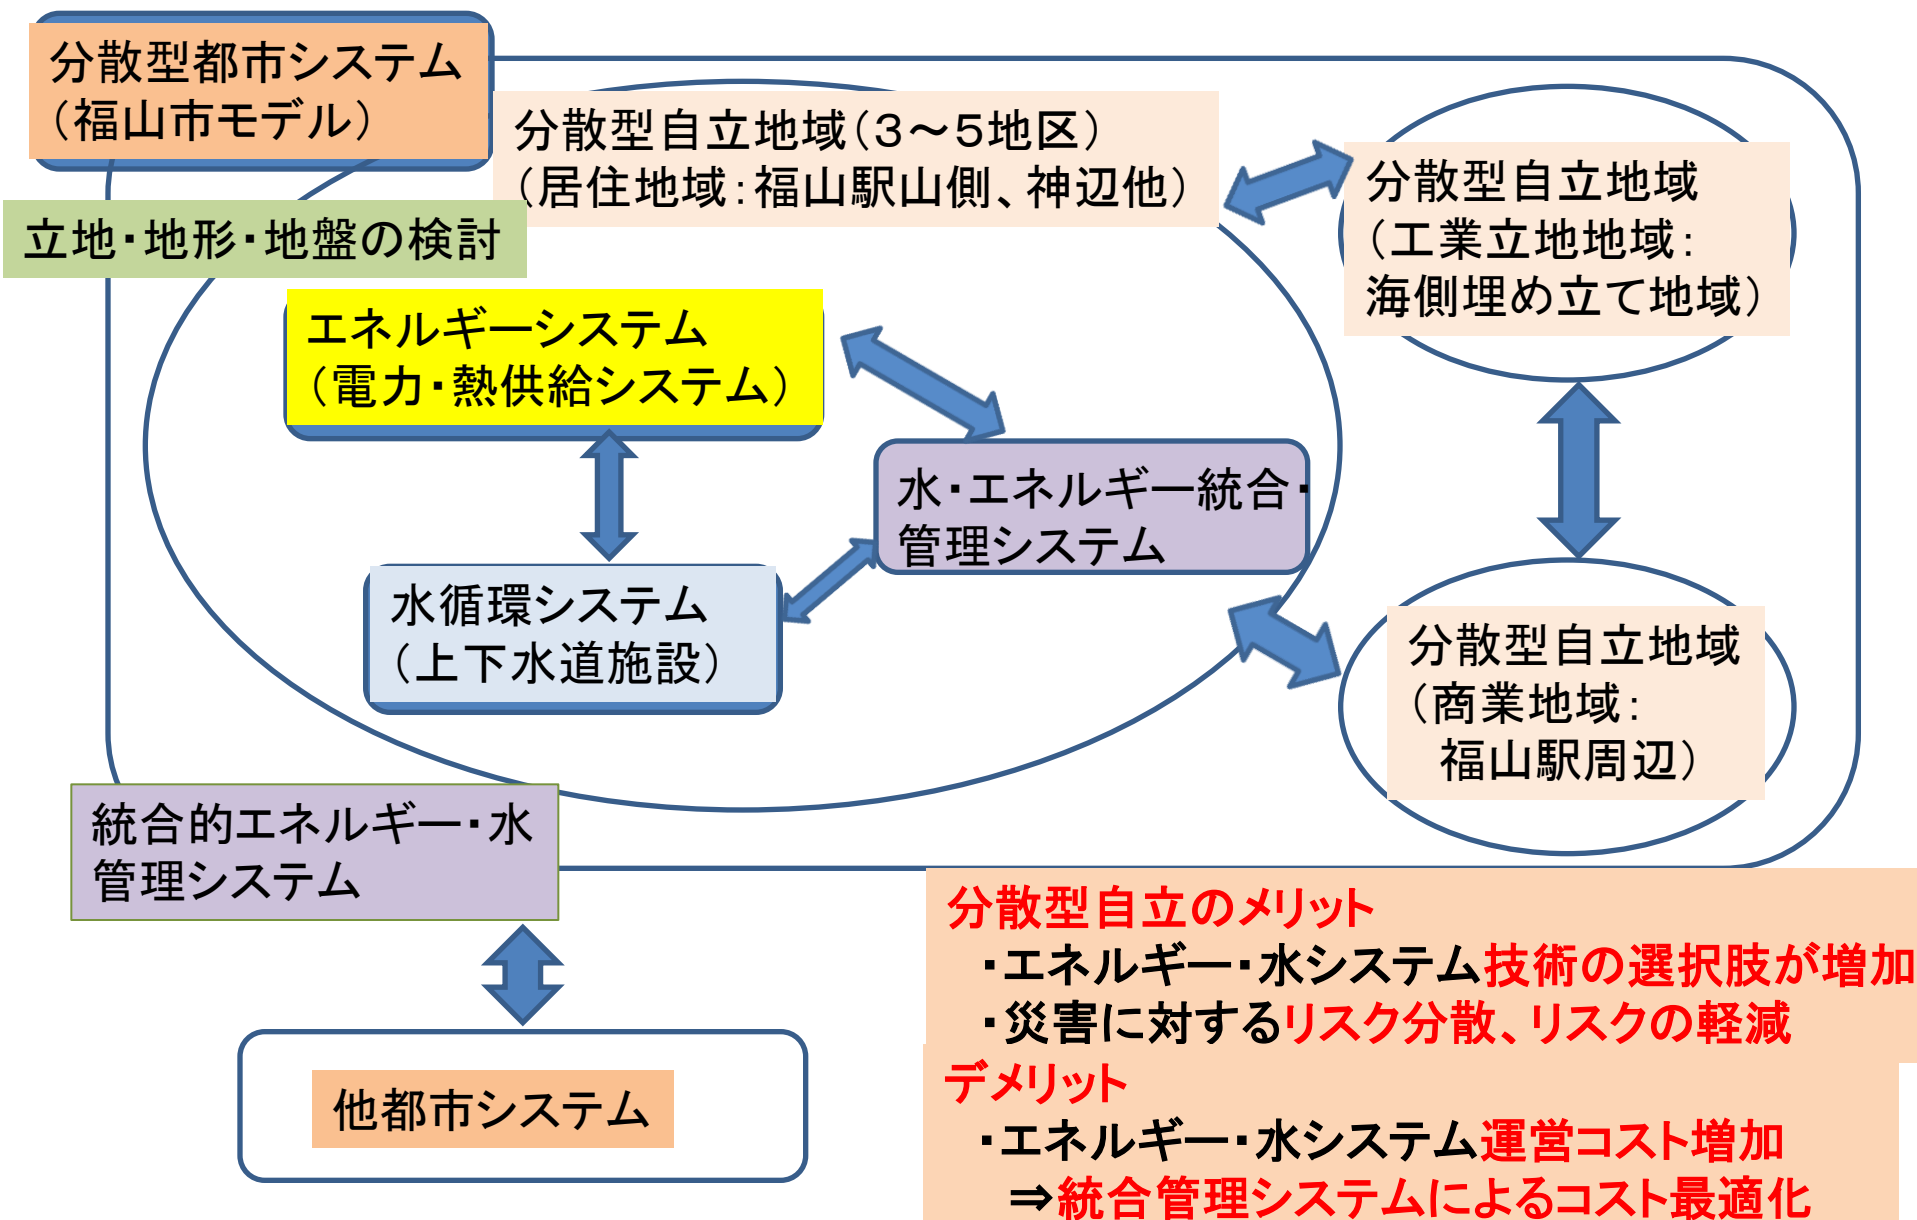 分散型都市システム
（福山市モデル）
分散型自立地域（３～５地区）
（居住地域：福山駅山側、神辺他）
分散型自立地域
（工業立地地域：
海側埋め立て地域）
立地・地形・地盤の検討
エネルギーシステム
（電力・熱供給システム）
水・エネルギー統合・
管理システム
水循環システム
（上下水道施設）
分散型自立地域
（商業地域：
福山駅周辺）
統合的エネルギー・水
管理システム
他都市システム
分散型自立のメリット
・エネルギー・水システム技術の選択肢が増加
・災害に対するリスク分散、リスクの軽減
デメリット
・エネルギー・水システム運営コスト増加
⇒統合管理システムによるコスト最適化